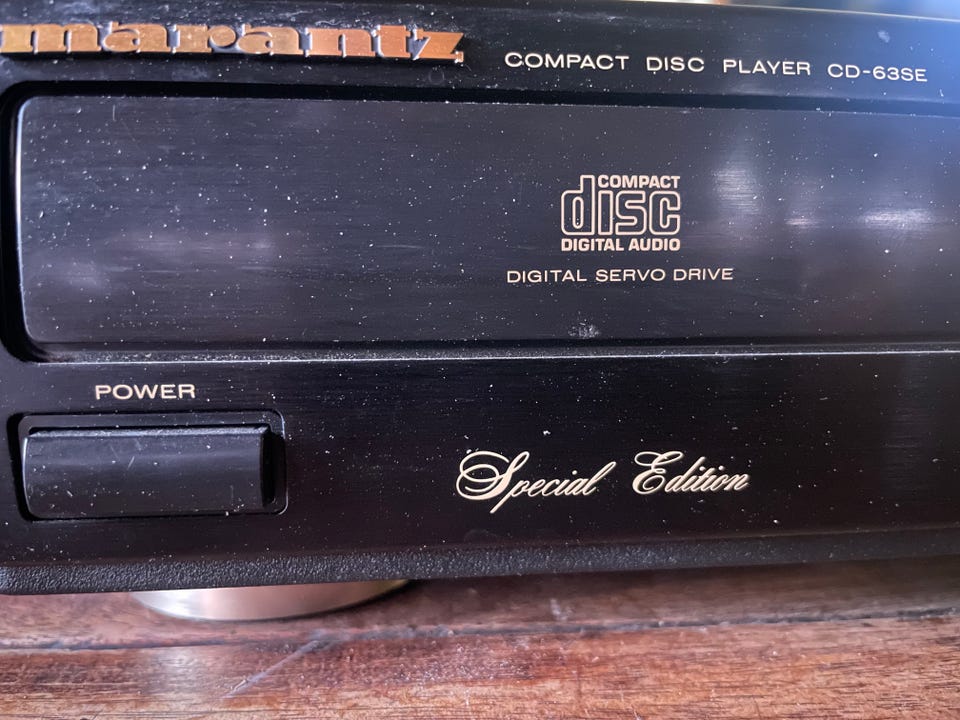 marantz
COMPACT DISC PLAYER CD-63SE
COMPACT
disc
DIGITAL AUDIO
DIGITAL SERVO DRIVE
POWER
Special Edition